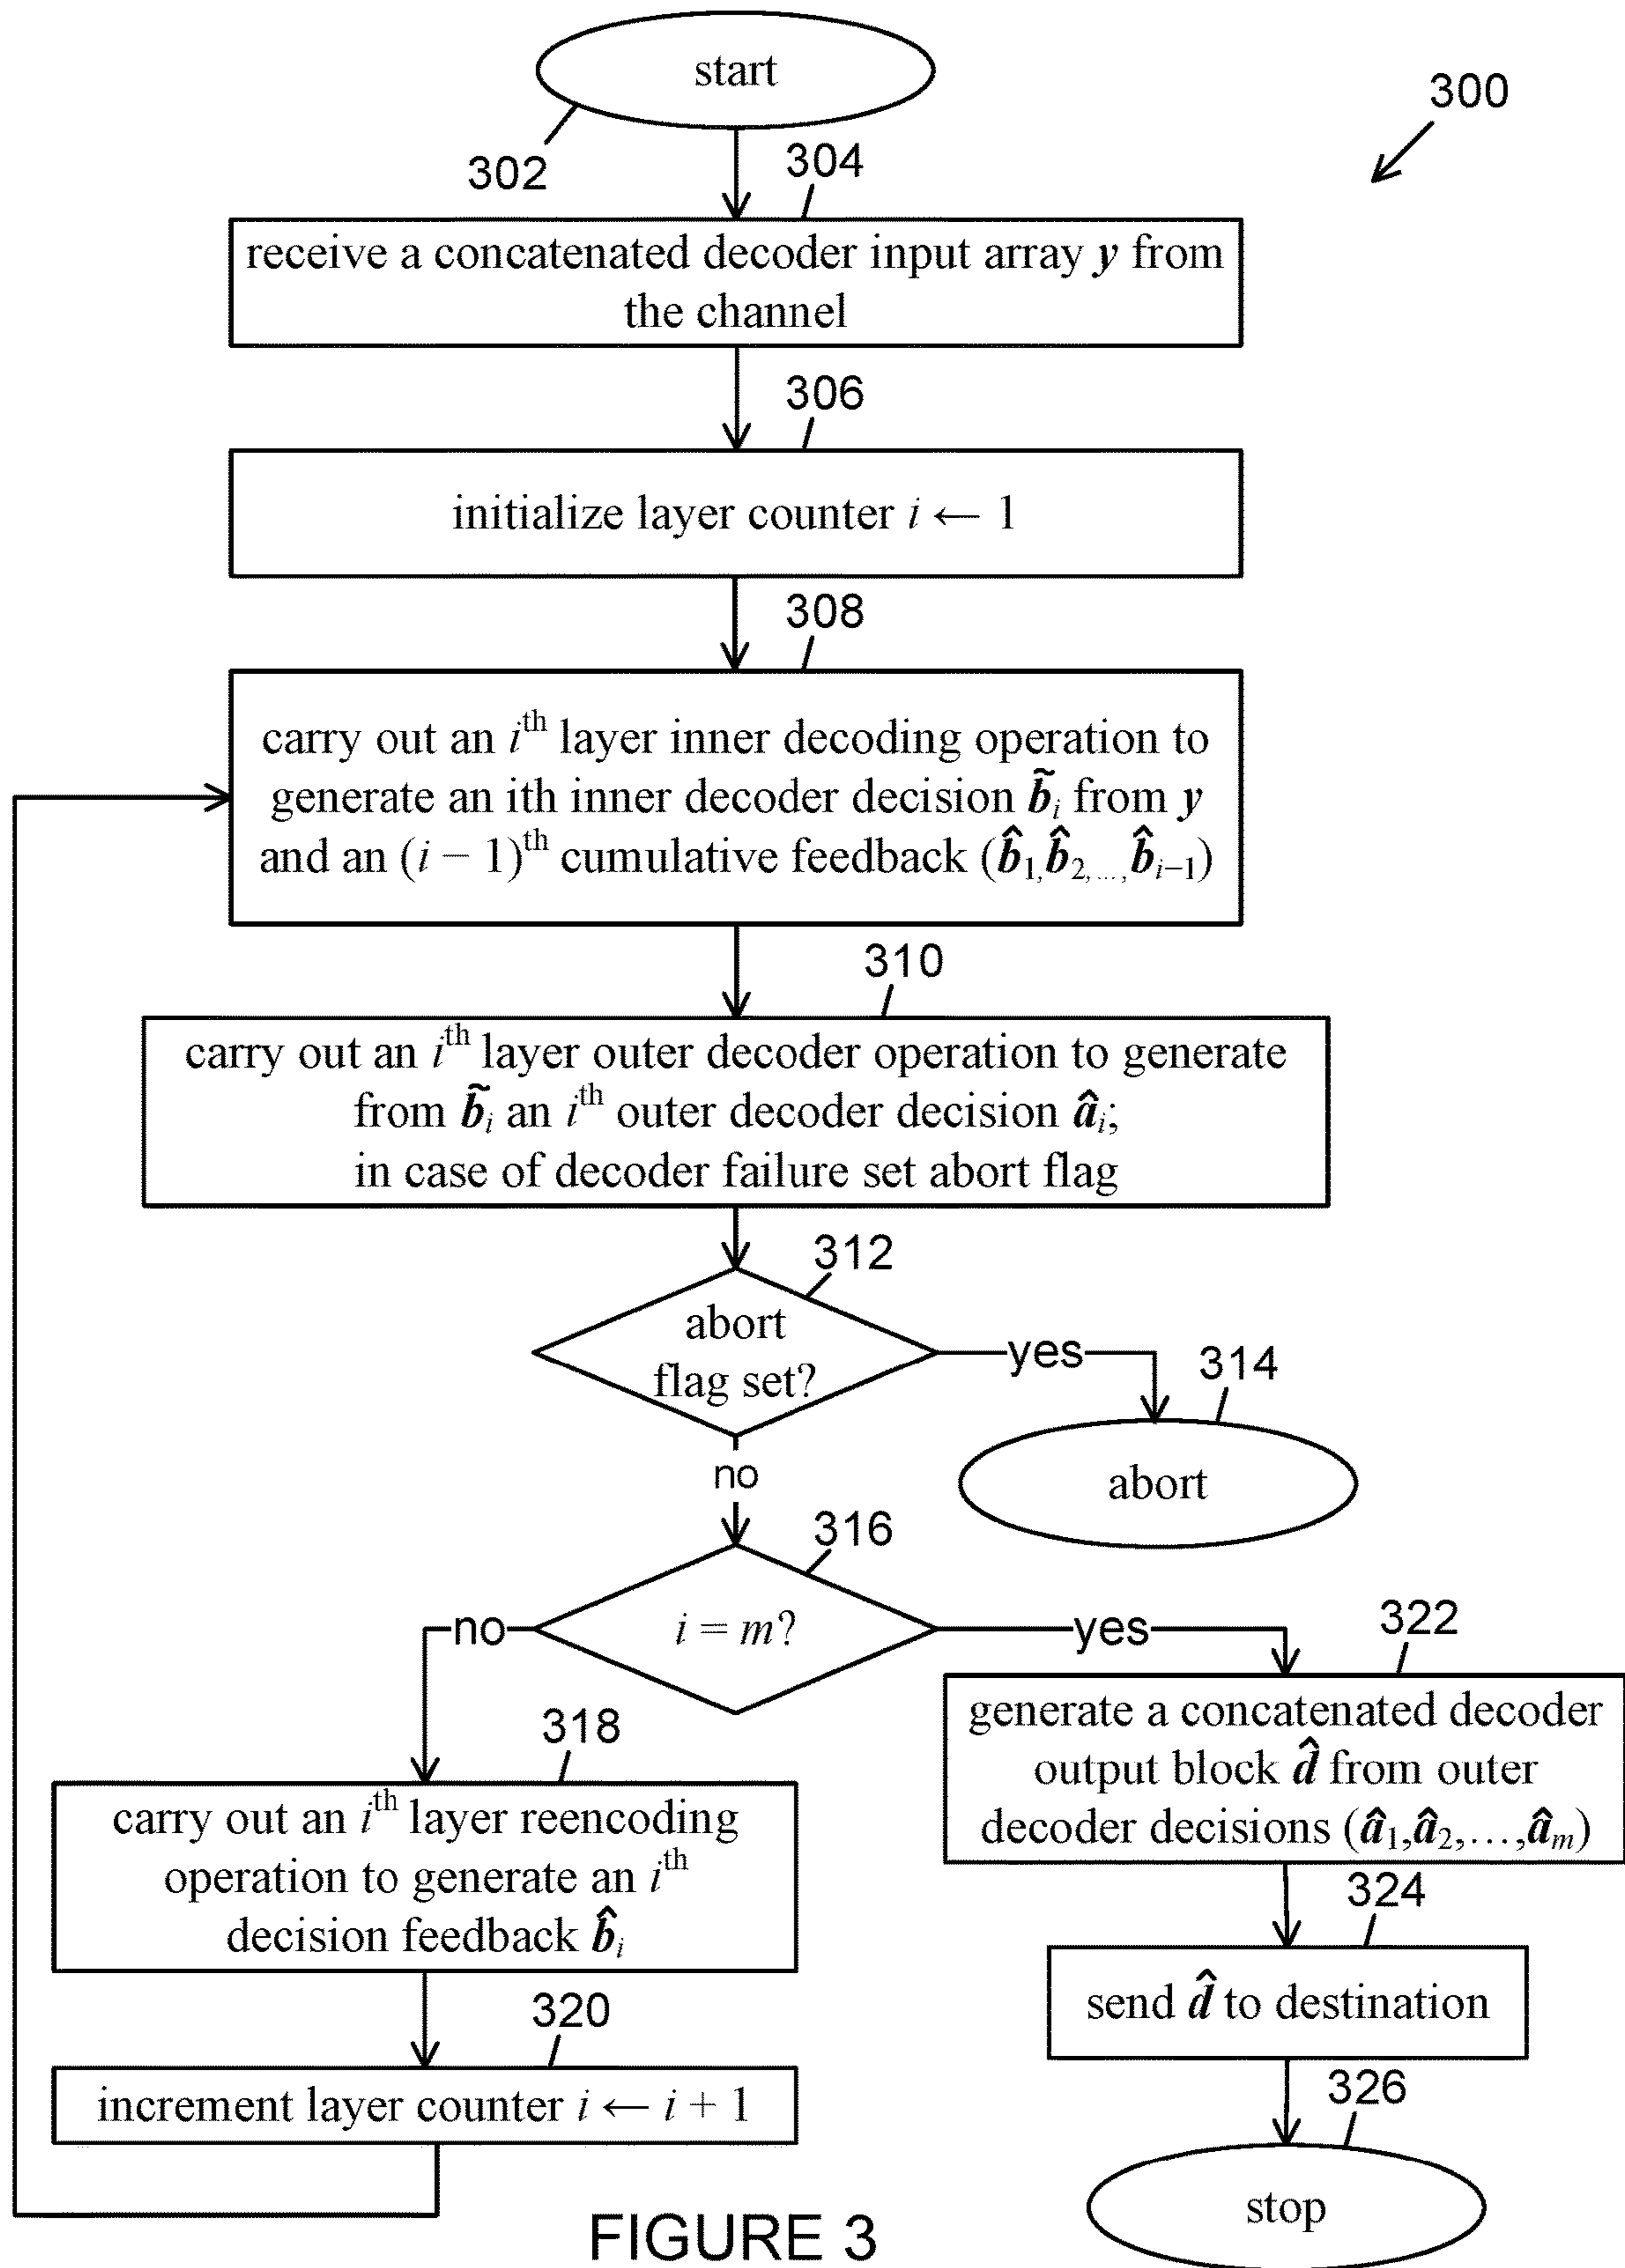 start
300
302
304
receive a concatenated decoder input array y from
the channel
306
initialize layer counter i ← 1
308
carry out an iᵗʰ layer inner decoding operation to
generate an ith inner decoder decision b̃ᵢ from y
and an (i − 1)ᵗʰ cumulative feedback (b̂₁,b̂₂,...,b̂ᵢ₋₁)
310
carry out an iᵗʰ layer outer decoder operation to generate
from b̃ᵢ an iᵗʰ outer decoder decision âᵢ;
in case of decoder failure set abort flag
312
abort
flag set?
yes
314
abort
no
316
i = m?
no
yes
318
carry out an iᵗʰ layer reencoding
operation to generate an iᵗʰ
decision feedback b̂ᵢ
320
increment layer counter i ← i + 1
322
generate a concatenated decoder
output block d̂ from outer
decoder decisions (â₁,â₂,…,âₘ)
324
send d̂ to destination
326
stop
FIGURE 3